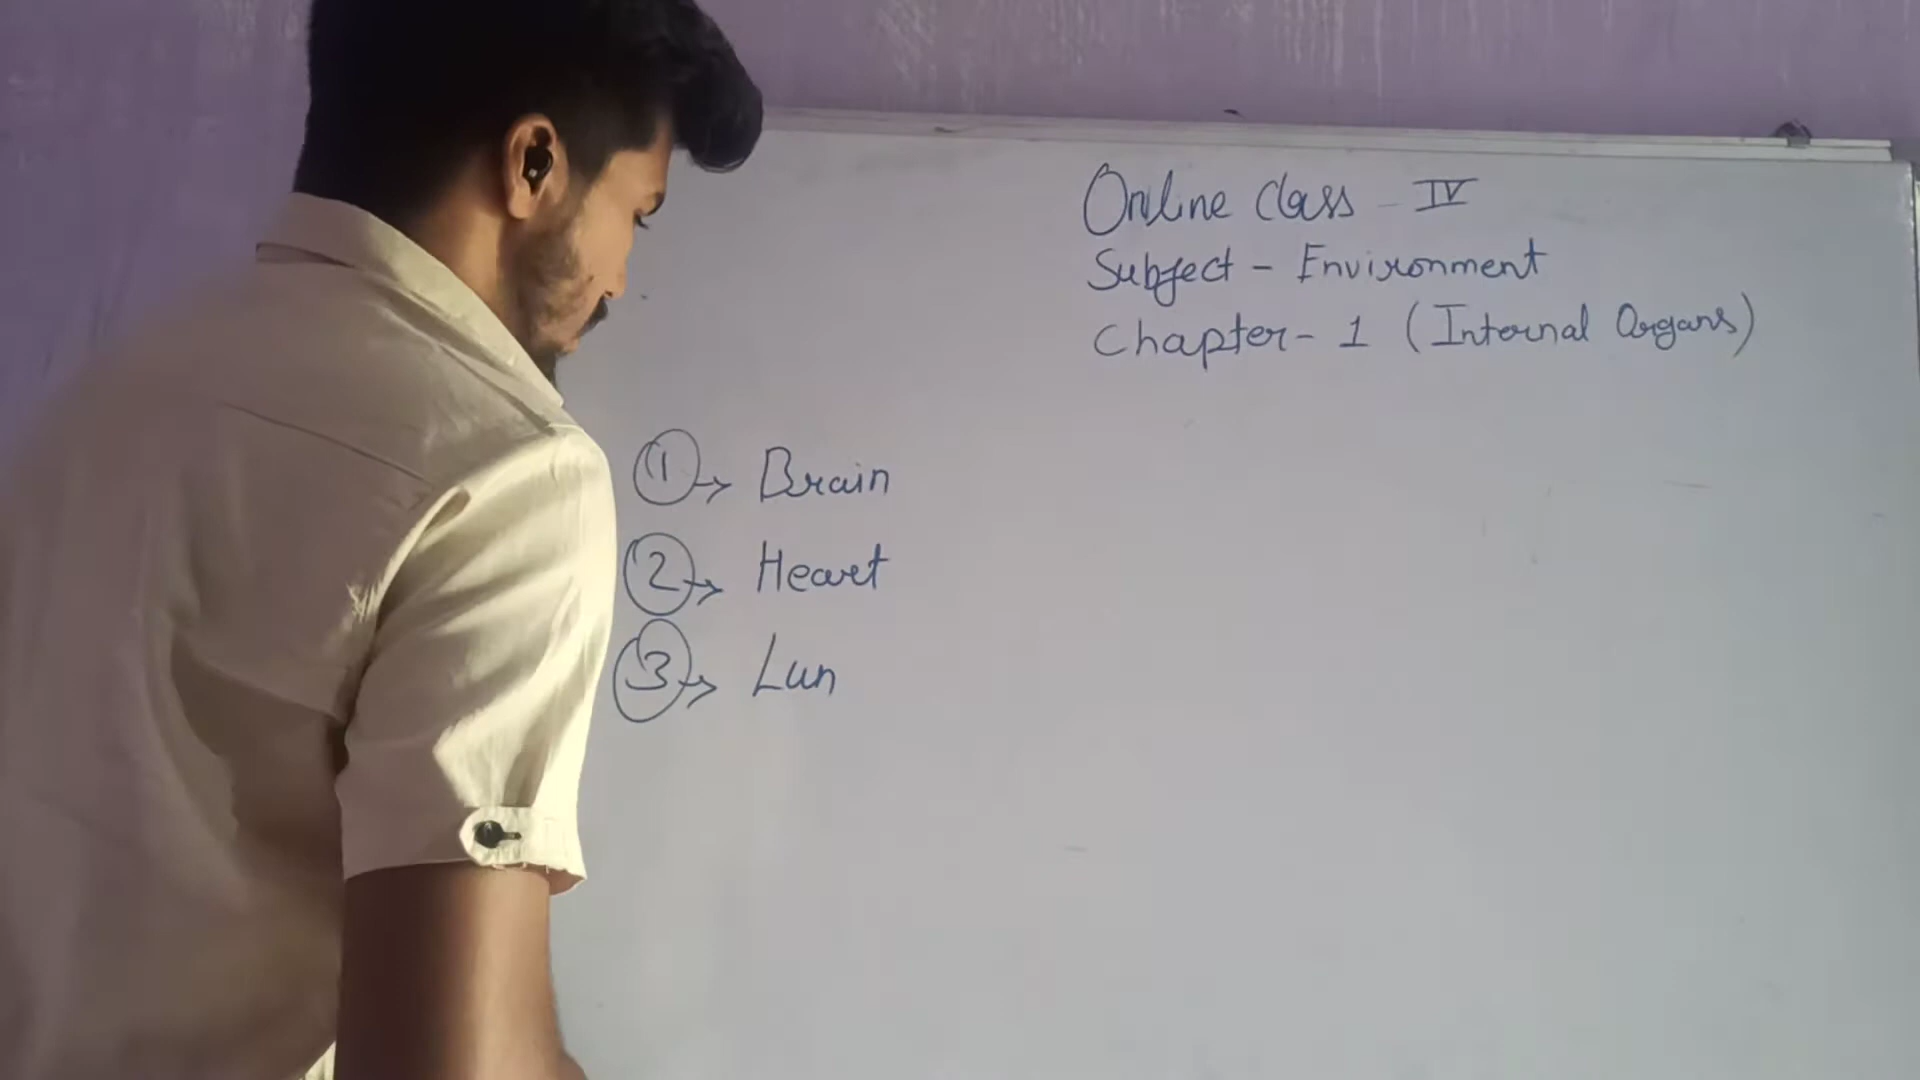 Online Class - IV
Subject - Environment
Chapter - 1 (Internal Organs)
1 → Brain
2 → Heart
3 → Lun